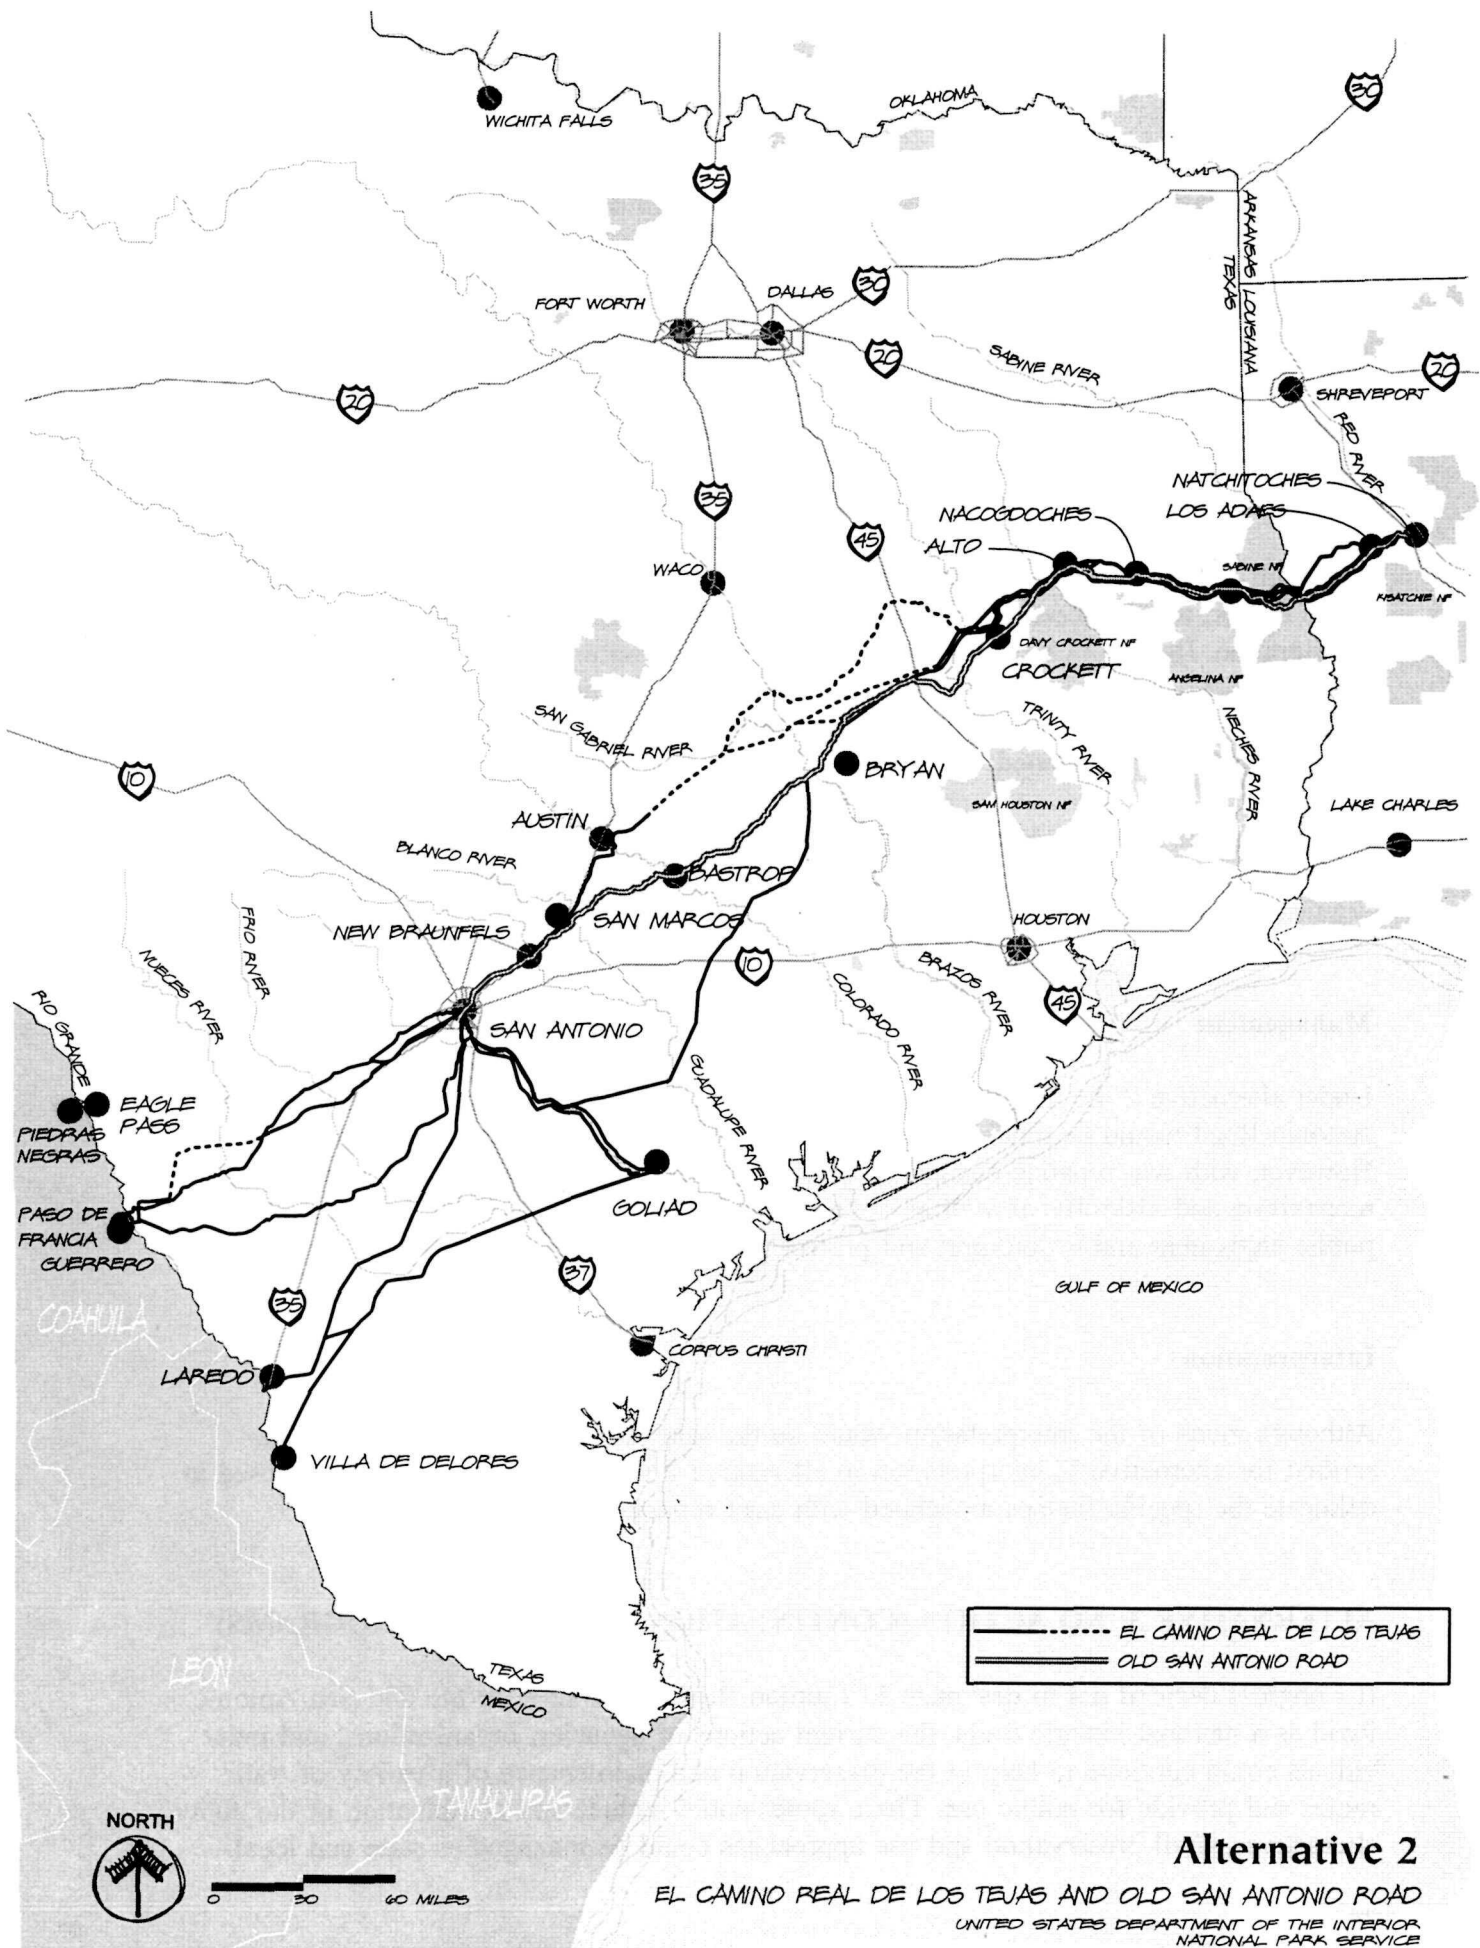 OKLAHOMA
30
WICHITA FALLS
35
ARKANSAS
TEXAS
LOUISIANA
30
DALLAS
FORT WORTH
20
SABINE RIVER
20
20
SHREVEPORT
RED RIVER
NATCHITOCHES
35
LOS ADAES
NACOGDOCHES
45
ALTO
WACO
SABINE NF
KISATCHIE NF
DAVY CROCKETT NF
CROCKETT
ANGELINA NF
SAN GABRIEL RIVER
TRINITY RIVER
NECHES RIVER
10
BRYAN
SAM HOUSTON NF
LAKE CHARLES
AUSTIN
BLANCO RIVER
BASTROP
SAN MARCOS
HOUSTON
NEW BRAUNFELS
FRIO RIVER
NUECES RIVER
10
BRAZOS RIVER
COLORADO RIVER
45
RIO GRANDE
SAN ANTONIO
GUADALUPE RIVER
EAGLE
PASS
PIEDRAS
NEGRAS
GOLIAD
PASO DE
FRANCIA
GUERRERO
37
GULF OF MEXICO
COAHUILA
35
CORPUS CHRISTI
LAREDO
VILLA DE DELORES
EL CAMINO REAL DE LOS TEJAS
OLD SAN ANTONIO ROAD
LEON
TEXAS
MEXICO
TAMAULIPAS
NORTH
0 30 60 MILES
Alternative 2
EL CAMINO REAL DE LOS TEJAS AND OLD SAN ANTONIO ROAD
UNITED STATES DEPARTMENT OF THE INTERIOR
NATIONAL PARK SERVICE